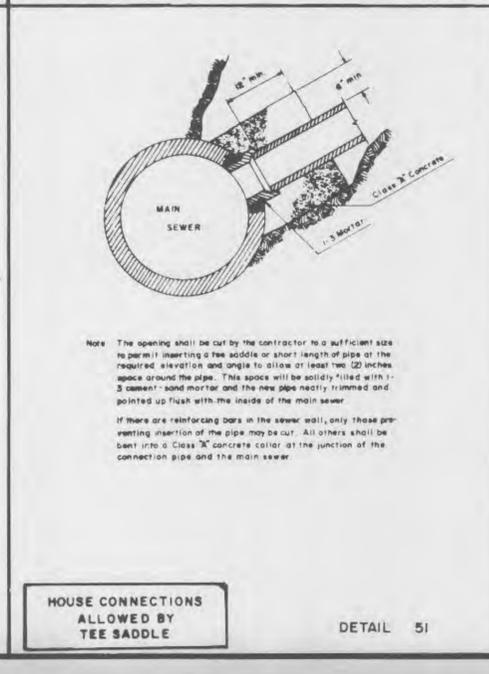 12" min
6" min
Class "A" Concrete
1-3 Mortar
MAIN
SEWER
Note The opening shall be cut by the contractor to a sufficient size
to permit inserting a tee saddle or short length of pipe at the
required elevation and angle to allow at least two (2) inches
space around the pipe. This space will be solidly filled with 1-
3 cement-sand mortar and the new pipe neatly trimmed and
pointed up flush with the inside of the main sewer.
If there are reinforcing bars in the sewer wall, only those pre-
venting insertion of the pipe may be cut. All others shall be
bent into a Class "A" concrete collar at the junction of the
connection pipe and the main sewer.
HOUSE CONNECTIONS
ALLOWED BY
TEE SADDLE
DETAIL 51